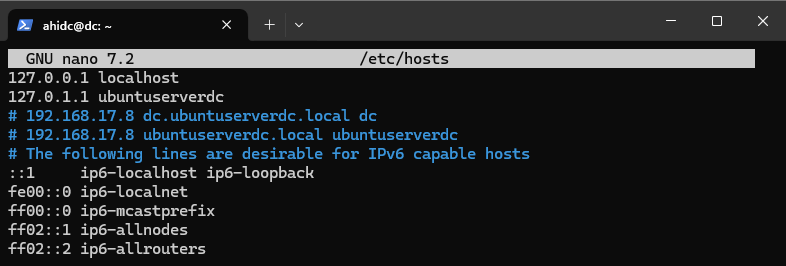 ahidc@dc: ~
GNU nano 7.2 /etc/hosts
127.0.0.1 localhost
127.0.1.1 ubuntuserverdc
# 192.168.17.8 dc.ubuntuserverdc.local dc
# 192.168.17.8 ubuntuserverdc.local ubuntuserverdc
# The following lines are desirable for IPv6 capable hosts
::1     ip6-localhost ip6-loopback
fe00::0 ip6-localnet
ff00::0 ip6-mcastprefix
ff02::1 ip6-allnodes
ff02::2 ip6-allrouters